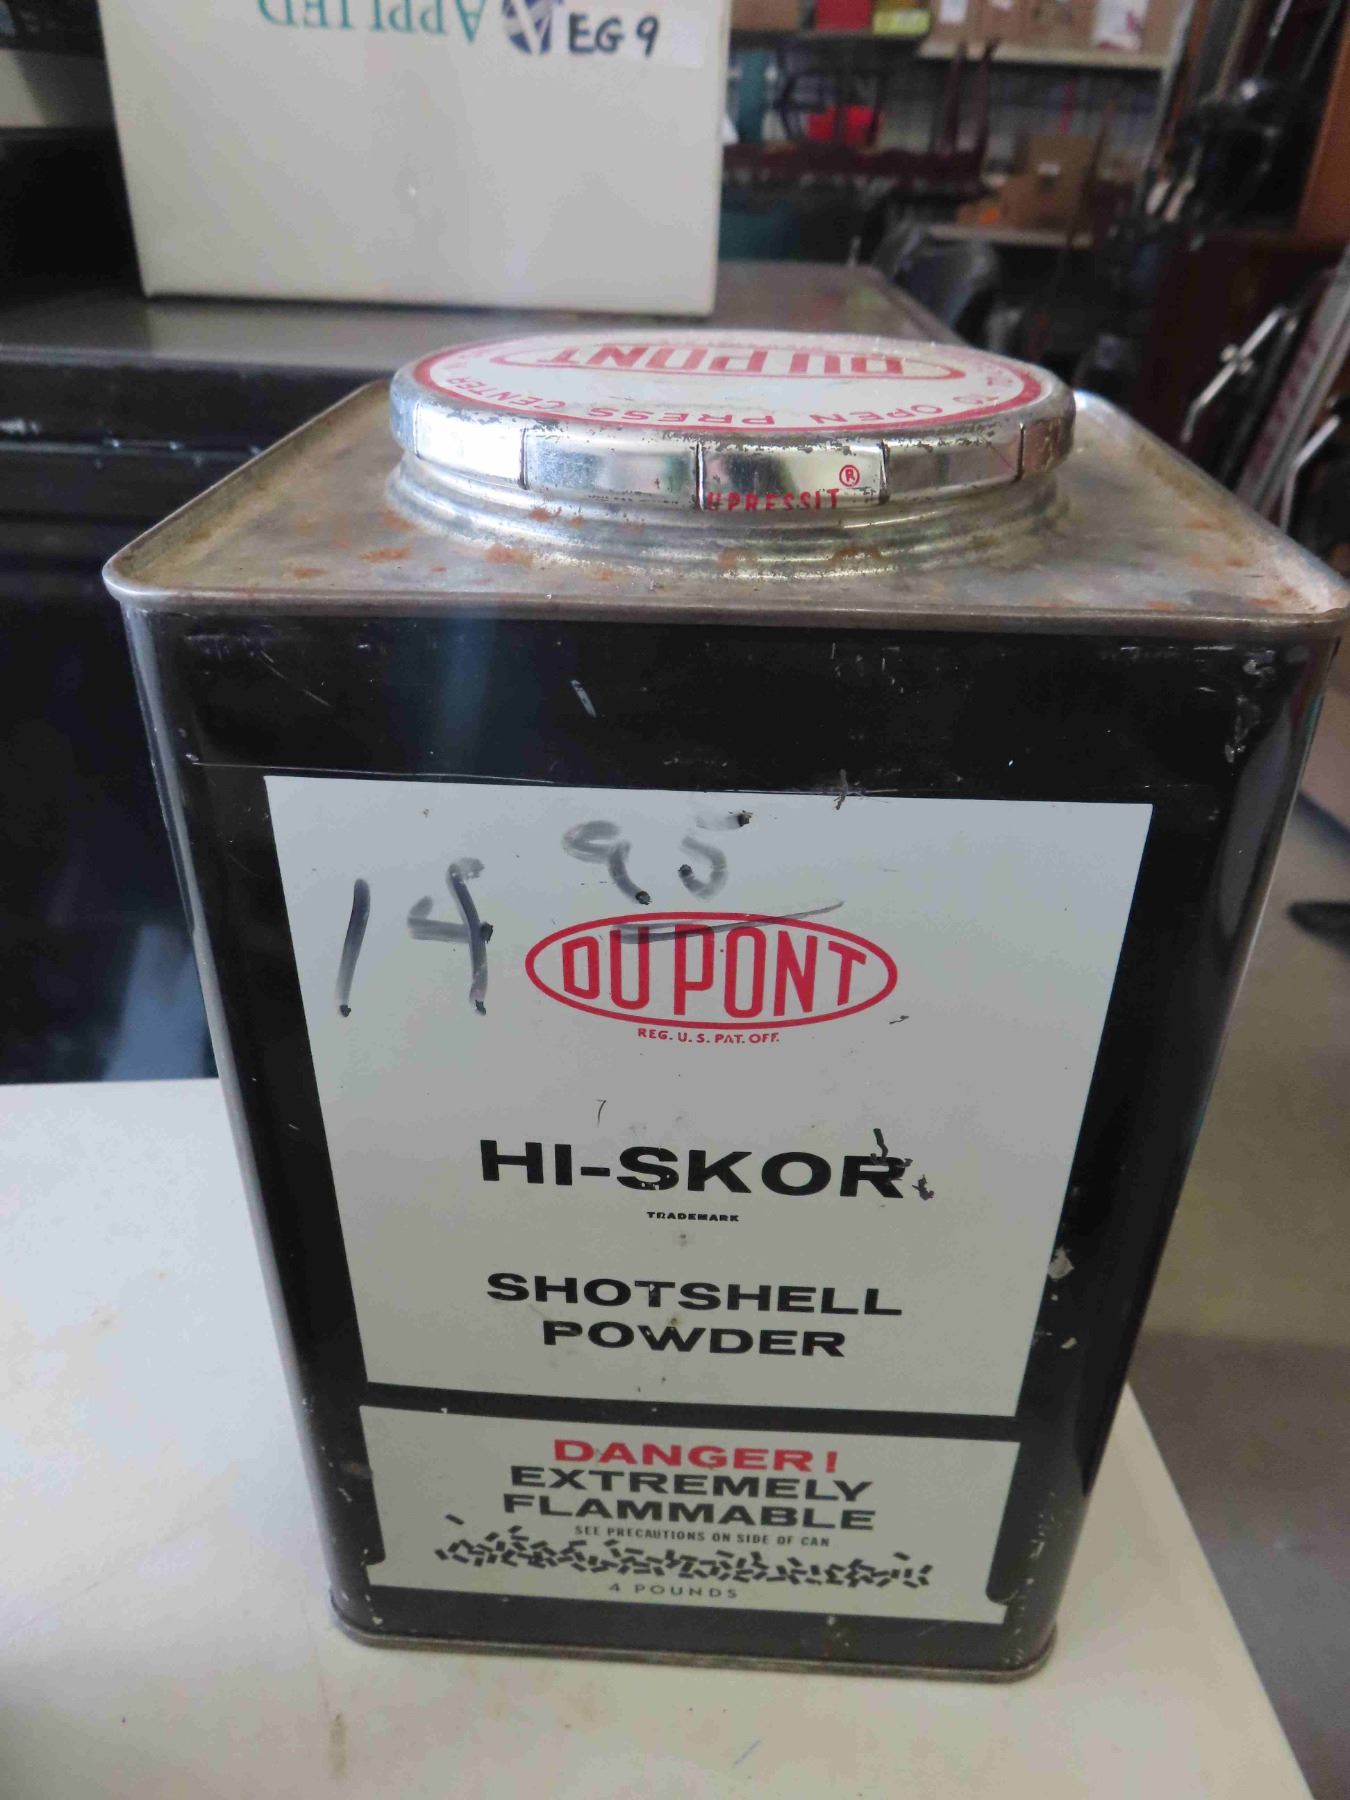 APPLIED
EG 9
DU PONT
TO OPEN PRESS CENTER
UPRESSIT ®
14 95
DU PONT
REG. U. S. PAT. OFF.
HI-SKOR
TRADEMARK
SHOTSHELL
POWDER
DANGER!
EXTREMELY
FLAMMABLE
SEE PRECAUTIONS ON SIDE OF CAN
4 POUNDS